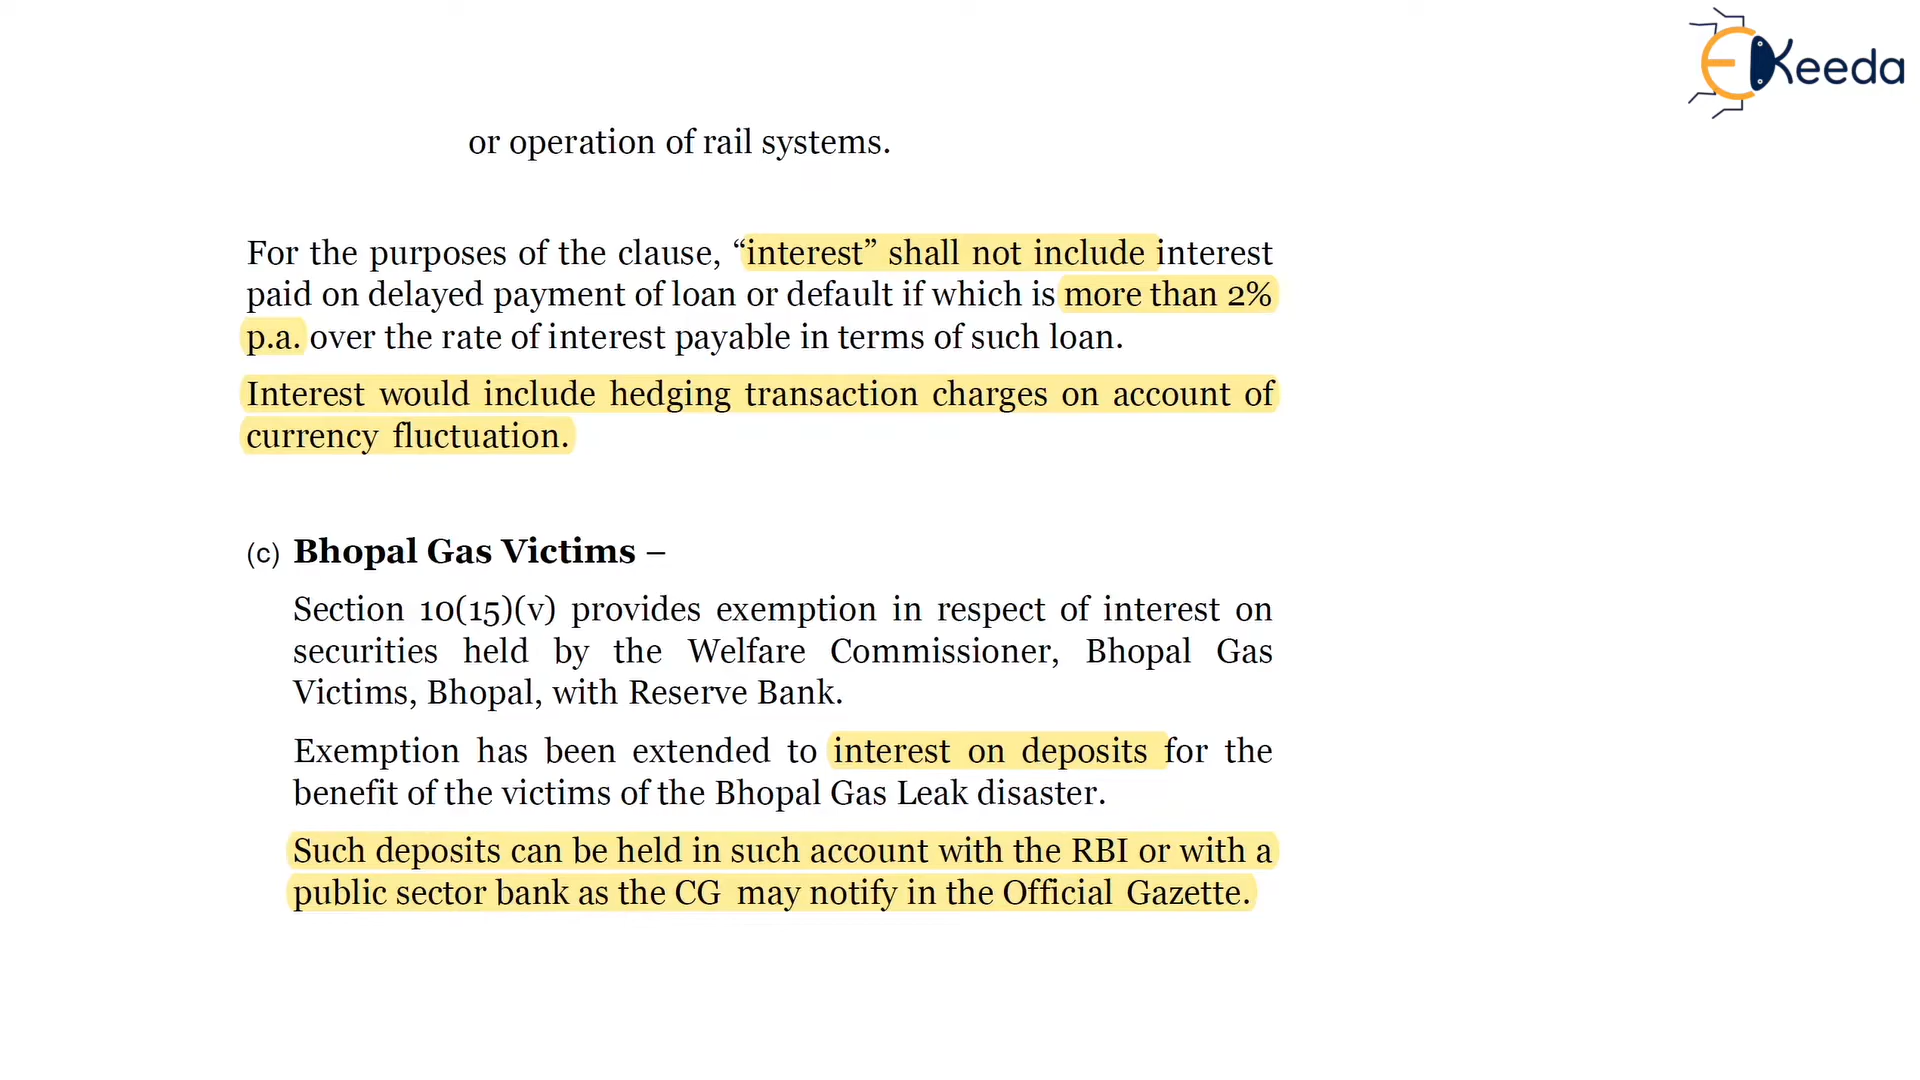 EKeeda
or operation of rail systems.
For the purposes of the clause, “interest” shall not include interest
paid on delayed payment of loan or default if which is more than 2%
p.a. over the rate of interest payable in terms of such loan.
Interest would include hedging transaction charges on account of
currency fluctuation.
(c) Bhopal Gas Victims –
Section 10(15)(v) provides exemption in respect of interest on
securities held by the Welfare Commissioner, Bhopal Gas
Victims, Bhopal, with Reserve Bank.
Exemption has been extended to interest on deposits for the
benefit of the victims of the Bhopal Gas Leak disaster.
Such deposits can be held in such account with the RBI or with a
public sector bank as the CG may notify in the Official Gazette.